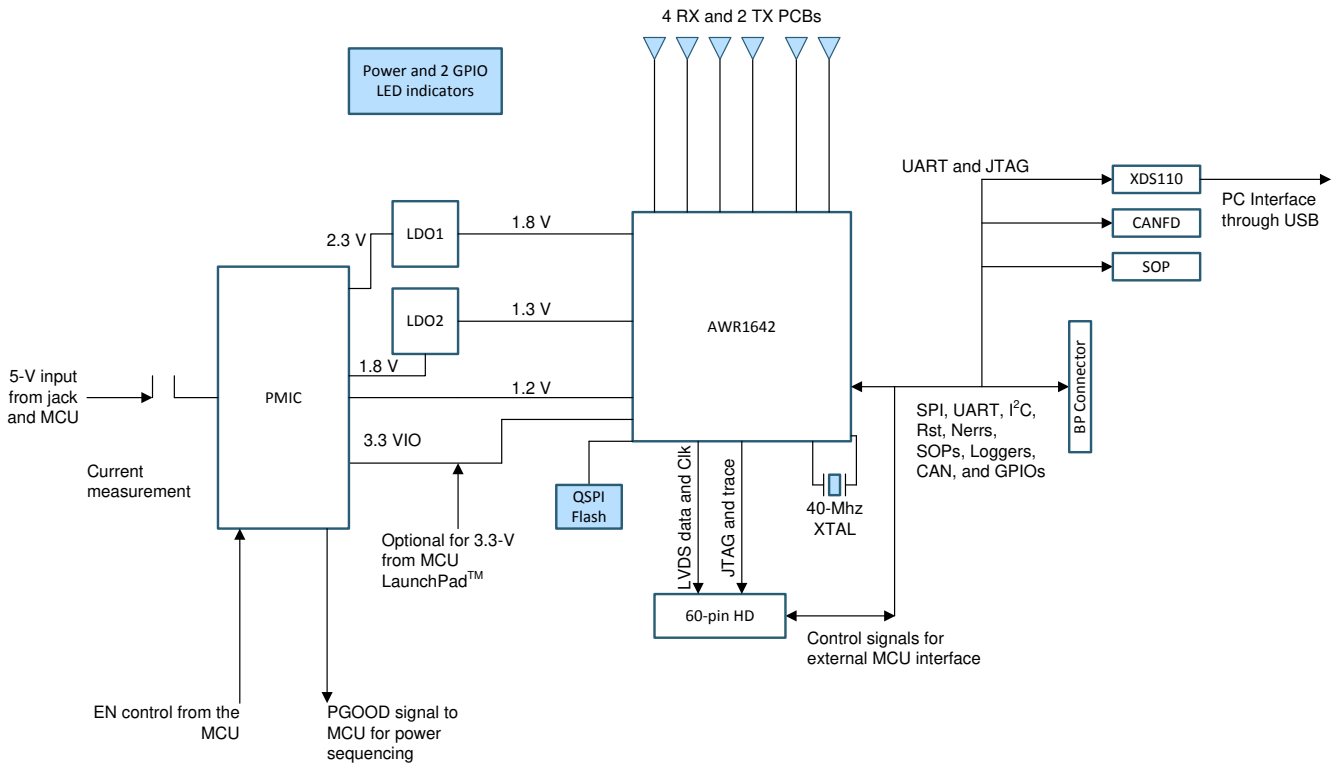 4 RX and 2 TX PCBs
Power and 2 GPIO
LED indicators
UART and JTAG
XDS110
PC Interface
through USB
CANFD
SOP
LDO1
2.3 V
1.8 V
LDO2
1.3 V
1.8 V
AWR1642
5-V input
from jack
and MCU
PMIC
1.2 V
3.3 VIO
BP Connector
SPI, UART, I²C,
Rst, Nerrs,
SOPs, Loggers,
CAN, and GPIOs
Current
measurement
QSPI
Flash
LVDS data and Clk
JTAG and trace
40-Mhz
XTAL
Optional for 3.3-V
from MCU
LaunchPad™
60-pin HD
Control signals for
external MCU interface
EN control from the
MCU
PGOOD signal to
MCU for power
sequencing